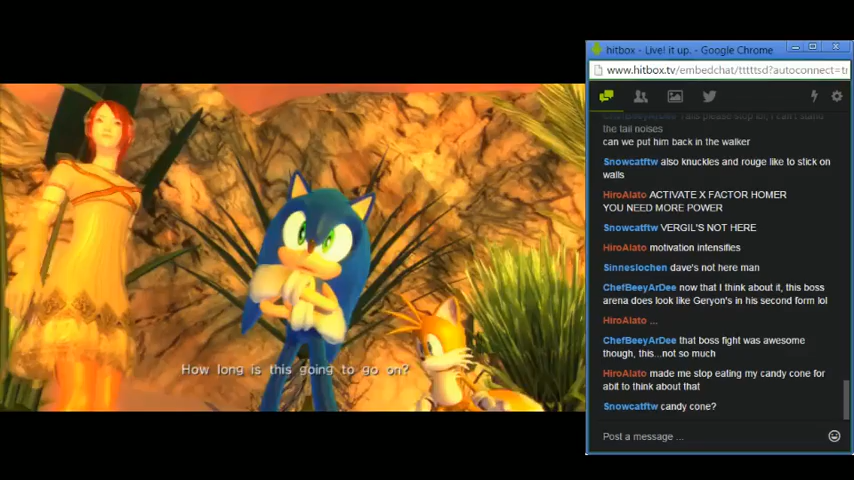 How long is this going to go on?
hitbox - Live! it up. - Google Chrome
www.hitbox.tv/embedchat/tttttsd?autoconnect=tr
the tail noises
can we put him back in the walker
Snowcatftw also knuckles and rouge like to stick on
walls
HiroAlato ACTIVATE X FACTOR HOMER
YOU NEED MORE POWER
Snowcatftw VERGIL'S NOT HERE
HiroAlato motivation intensifies
Sinneslochen dave's not here man
ChefBeeyArDee now that I think about it, this boss
arena does look like Geryon's in his second form lol
HiroAlato ...
ChefBeeyArDee that boss fight was awesome
though, this...not so much
HiroAlato made me stop eating my candy cone for
abit to think about that
Snowcatftw candy cone?
Post a message ...